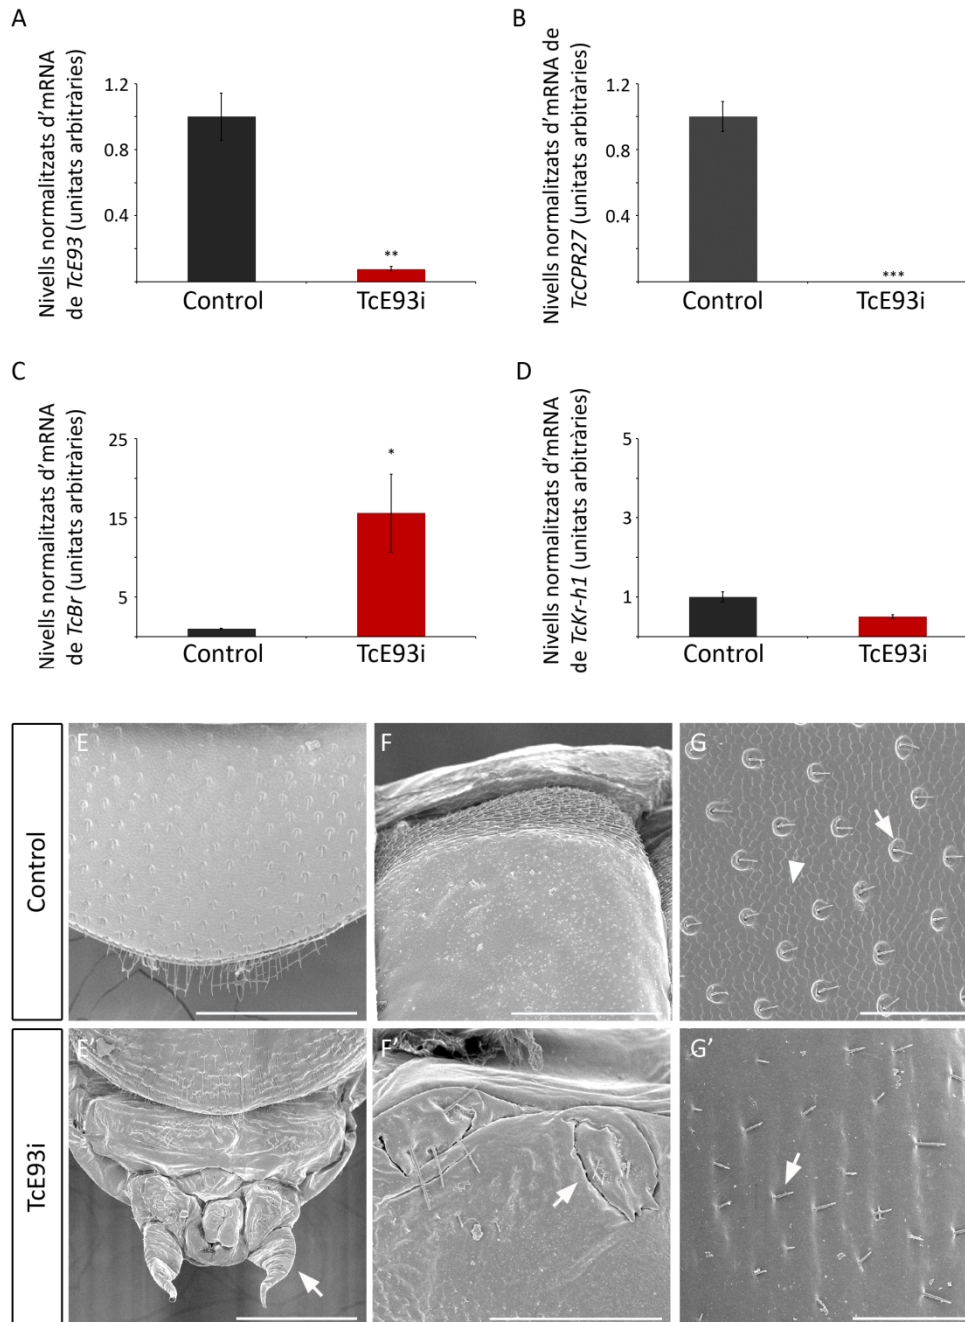 A
Nivells normalitzats d'mRNA
de TcE93 (unitats arbitràries)
1.2
0.8
0.4
**
Control
TcE93i
B
Nivells normalitzats d'mRNA de
TcCPR27 (unitats arbitràries)
1.2
0.8
0.4
***
Control
TcE93i
C
Nivells normalitzats d'mRNA
de TcBr (unitats arbitràries)
25
15
5
*
Control
TcE93i
D
Nivells normalitzats d'mRNA
de TcKr-h1 (unitats arbitràries)
5
3
1
Control
TcE93i
Control
E
F
G
TcE93i
E'
F'
G'